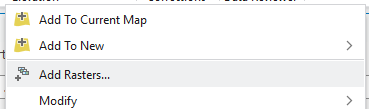 Add To Current Map
Add To New
Add Rasters...
Modify